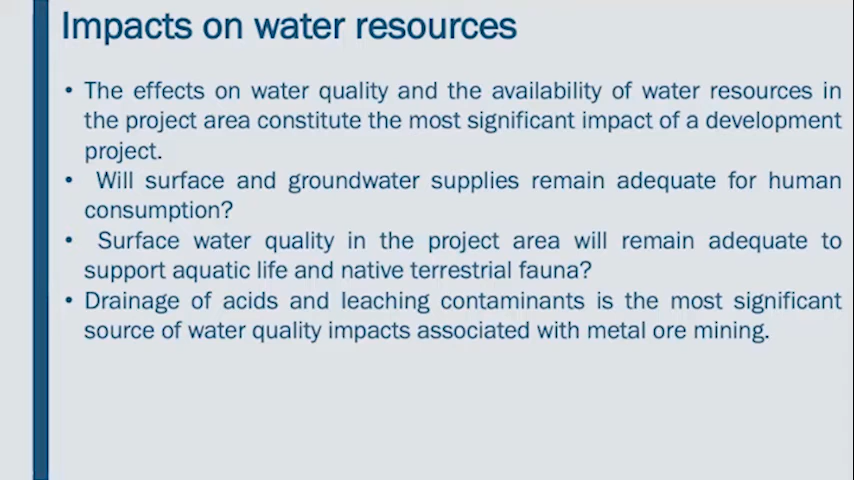 Impacts on water resources
• The effects on water quality and the availability of water resources in
the project area constitute the most significant impact of a development
project.
• Will surface and groundwater supplies remain adequate for human
consumption?
• Surface water quality in the project area will remain adequate to
support aquatic life and native terrestrial fauna?
• Drainage of acids and leaching contaminants is the most significant
source of water quality impacts associated with metal ore mining.